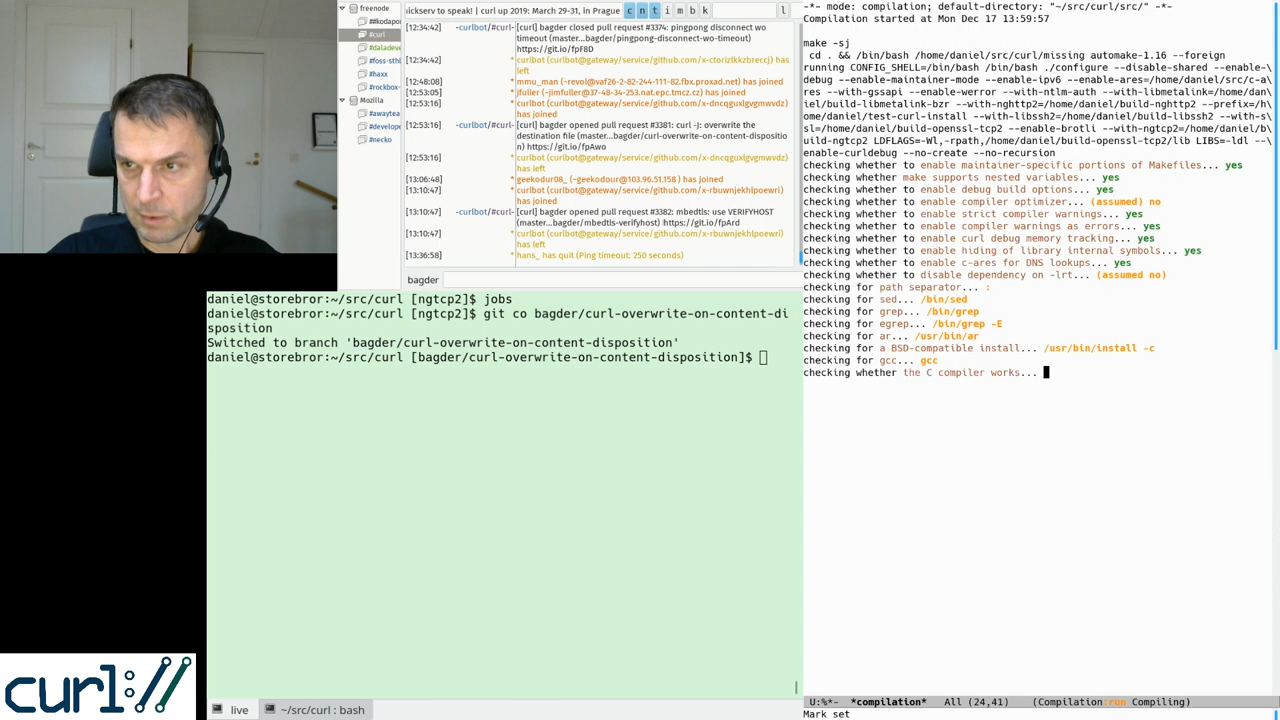 freenode
##kodapor
#curl
#daladeve
#foss-sthl
#haxx
#rockbox-
Mozilla
#awaytea
#develope
#necko
ickserv to speak! | curl up 2019: March 29-31, in Prague c n t i m b k l
[12:34:42] -curlbot/#curl- [curl] bagder closed pull request #3374: pingpong disconnect wo
timeout (master...bagder/pingpong-disconnect-wo-timeout)
https://git.io/fpF8D
[12:34:42] * curlbot (curlbot@gateway/service/github.com/x-ctorizlkkzbreccj) has
left
[12:48:08] * mmu_man (~revol@vaf26-2-82-244-111-82.fbx.proxad.net) has joined
[12:53:05] * jfuller (~jimfuller@37-48-34-253.nat.epc.tmcz.cz) has joined
[12:53:16] * curlbot (curlbot@gateway/service/github.com/x-dncqguxlgvgmwvdz)
has joined
[12:53:16] -curlbot/#curl- [curl] bagder opened pull request #3381: curl -J: overwrite the
destination file (master...bagder/curl-overwrite-on-content-dispositio
n) https://git.io/fpAwo
[12:53:16] * curlbot (curlbot@gateway/service/github.com/x-dncqguxlgvgmwvdz)
has left
[13:06:48] * geekodur08_ (~geekodour@103.96.51.158 ) has joined
[13:10:47] * curlbot (curlbot@gateway/service/github.com/x-rbuwnjekhlpoewri)
has joined
[13:10:47] -curlbot/#curl- [curl] bagder opened pull request #3382: mbedtls: use VERIFYHOST
(master...bagder/mbedtls-verifyhost) https://git.io/fpArd
[13:10:47] * curlbot (curlbot@gateway/service/github.com/x-rbuwnjekhlpoewri)
has left
[13:36:58] * hans_ has quit (Ping timeout: 250 seconds)
bagder
daniel@storebror:~/src/curl [ngtcp2]$ jobs
daniel@storebror:~/src/curl [ngtcp2]$ git co bagder/curl-overwrite-on-content-di
sposition
Switched to branch 'bagder/curl-overwrite-on-content-disposition'
daniel@storebror:~/src/curl [bagder/curl-overwrite-on-content-disposition]$
live
~/src/curl : bash
curl://
-*- mode: compilation; default-directory: "~/src/curl/src/" -*-
Compilation started at Mon Dec 17 13:59:57
make -sj
cd . && /bin/bash /home/daniel/src/curl/missing automake-1.16 --foreign
running CONFIG_SHELL=/bin/bash /bin/bash ./configure --disable-shared --enable-\
debug --enable-maintainer-mode --enable-ipv6 --enable-ares=/home/daniel/src/c-a\
res --with-gssapi --enable-werror --with-ntlm-auth --with-libmetalink=/home/dan\
iel/build-libmetalink-bzr --with-nghttp2=/home/daniel/build-nghttp2 --prefix=/h\
ome/daniel/test-curl-install --with-libssh2=/home/daniel/build-libssh2 --with-s\
sl=/home/daniel/build-openssl-tcp2 --enable-brotli --with-ngtcp2=/home/daniel/b\
uild-ngtcp2 LDFLAGS=-Wl,-rpath,/home/daniel/build-openssl-tcp2/lib LIBS=-ldl --\
enable-curldebug --no-create --no-recursion
checking whether to enable maintainer-specific portions of Makefiles... yes
checking whether make supports nested variables... yes
checking whether to enable debug build options... yes
checking whether to enable compiler optimizer... (assumed) no
checking whether to enable strict compiler warnings... yes
checking whether to enable compiler warnings as errors... yes
checking whether to enable curl debug memory tracking... yes
checking whether to enable hiding of library internal symbols... yes
checking whether to enable c-ares for DNS lookups... yes
checking whether to disable dependency on -lrt... (assumed no)
checking for path separator... :
checking for sed... /bin/sed
checking for grep... /bin/grep
checking for egrep... /bin/grep -E
checking for ar... /usr/bin/ar
checking for a BSD-compatible install... /usr/bin/install -c
checking for gcc... gcc
checking whether the C compiler works...
U:%*- *compilation* All (24,41) (Compilation:run Compiling)
Mark set